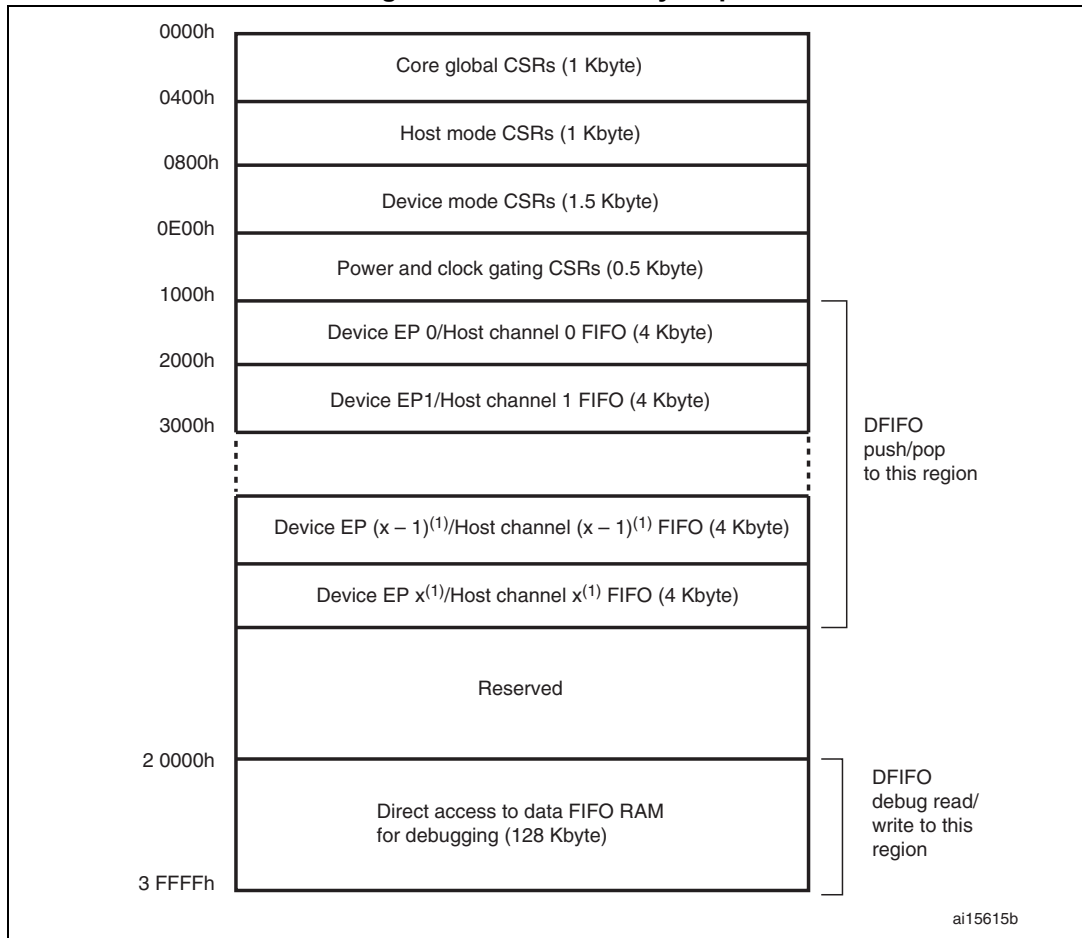 0000h
Core global CSRs (1 Kbyte)
0400h
Host mode CSRs (1 Kbyte)
0800h
Device mode CSRs (1.5 Kbyte)
0E00h
Power and clock gating CSRs (0.5 Kbyte)
1000h
Device EP 0/Host channel 0 FIFO (4 Kbyte)
2000h
Device EP1/Host channel 1 FIFO (4 Kbyte)
3000h
DFIFO
push/pop
to this region
Device EP (x – 1)(1)/Host channel (x – 1)(1) FIFO (4 Kbyte)
Device EP x(1)/Host channel x(1) FIFO (4 Kbyte)
Reserved
2 0000h
Direct access to data FIFO RAM
for debugging (128 Kbyte)
3 FFFFh
DFIFO
debug read/
write to this
region
ai15615b